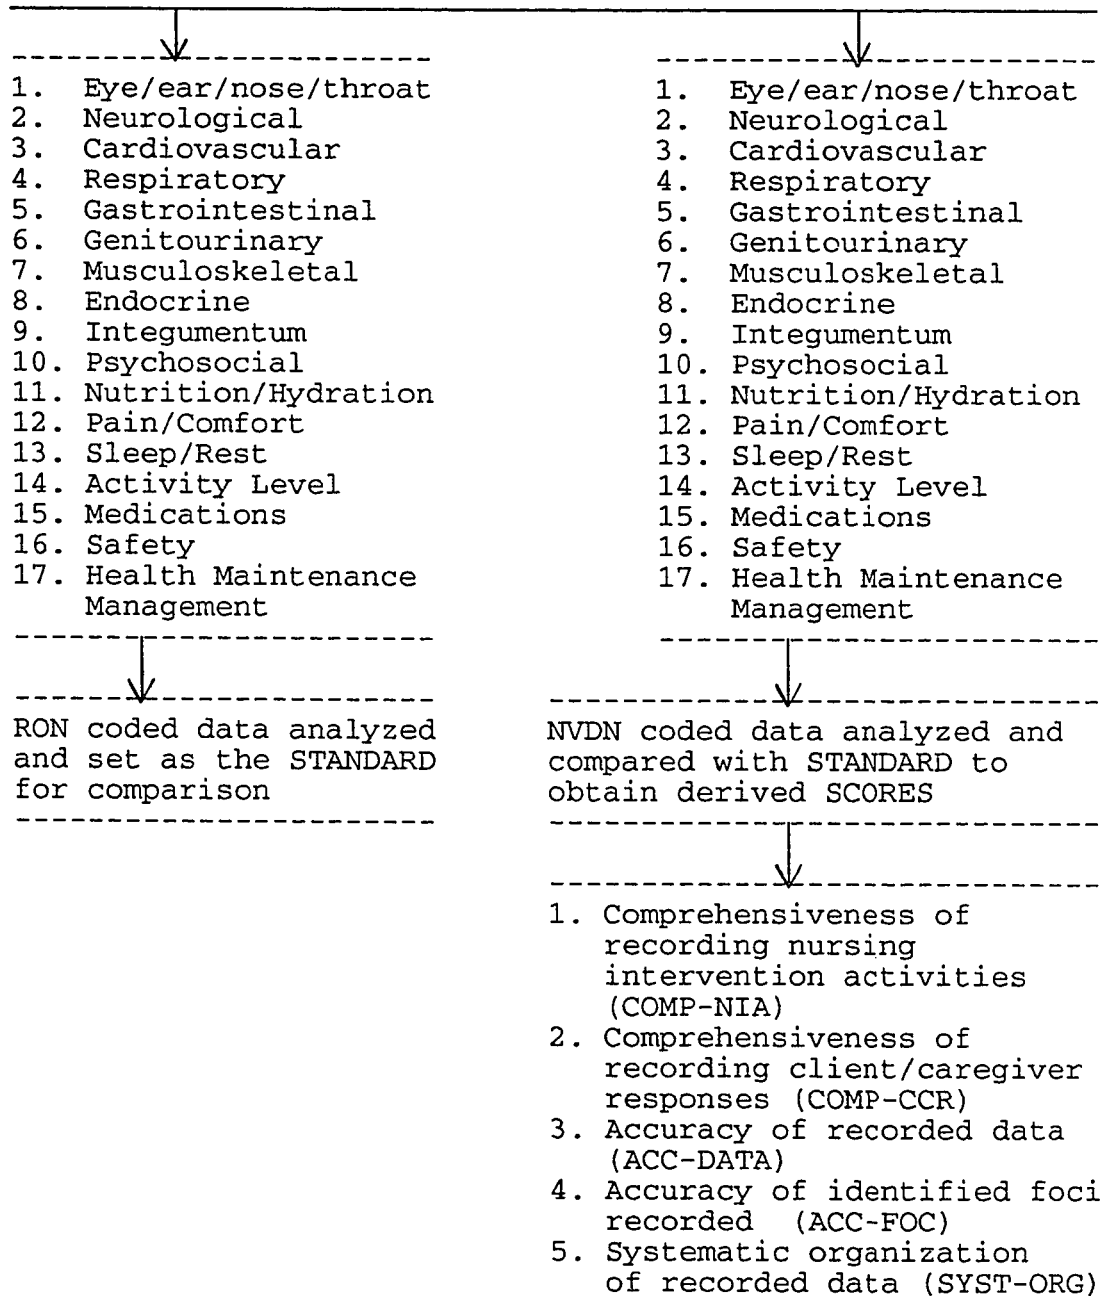 1. Eye/ear/nose/throat
2. Neurological
3. Cardiovascular
4. Respiratory
5. Gastrointestinal
6. Genitourinary
7. Musculoskeletal
8. Endocrine
9. Integumentum
10. Psychosocial
11. Nutrition/Hydration
12. Pain/Comfort
13. Sleep/Rest
14. Activity Level
15. Medications
16. Safety
17. Health Maintenance
Management
RON coded data analyzed
and set as the STANDARD
for comparison
1. Eye/ear/nose/throat
2. Neurological
3. Cardiovascular
4. Respiratory
5. Gastrointestinal
6. Genitourinary
7. Musculoskeletal
8. Endocrine
9. Integumentum
10. Psychosocial
11. Nutrition/Hydration
12. Pain/Comfort
13. Sleep/Rest
14. Activity Level
15. Medications
16. Safety
17. Health Maintenance
Management
NVDN coded data analyzed and
compared with STANDARD to
obtain derived SCORES
1. Comprehensiveness of
recording nursing
intervention activities
(COMP-NIA)
2. Comprehensiveness of
recording client/caregiver
responses (COMP-CCR)
3. Accuracy of recorded data
(ACC-DATA)
4. Accuracy of identified foci
recorded (ACC-FOC)
5. Systematic organization
of recorded data (SYST-ORG)